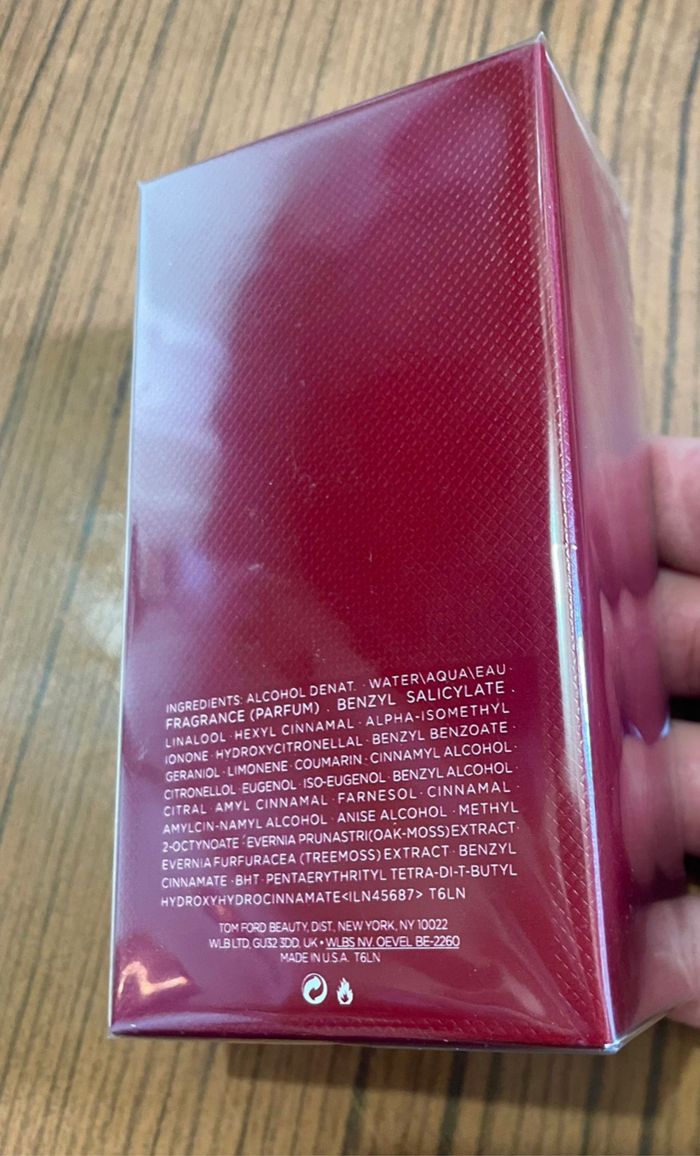 INGREDIENTS: ALCOHOL DENAT. · WATER\AQUA\EAU ·
FRAGRANCE (PARFUM) . BENZYL SALICYLATE .
LINALOOL · HEXYL CINNAMAL · ALPHA-ISOMETHYL
IONONE · HYDROXYCITRONELLAL · BENZYL BENZOATE ·
GERANIOL · LIMONENE · COUMARIN · CINNAMYL ALCOHOL ·
CITRONELLOL · EUGENOL · ISO-EUGENOL · BENZYL ALCOHOL ·
CITRAL · AMYL CINNAMAL · FARNESOL · CINNAMAL ·
AMYLCIN-NAMYL ALCOHOL · ANISE ALCOHOL · METHYL
2-OCTYNOATE · EVERNIA PRUNASTRI(OAK-MOSS)EXTRACT ·
EVERNIA FURFURACEA (TREEMOSS) EXTRACT · BENZYL
CINNAMATE · BHT · PENTAERYTHRITYL TETRA-DI-T-BUTYL
HYDROXYHYDROCINNAMATE<ILN45687> T6LN
TOM FORD BEAUTY, DIST. NEW YORK, NY 10022
WLB LTD, GU32 3DD, UK • WLBS NV. OEVEL BE-2260
MADE IN U.S.A. T6LN